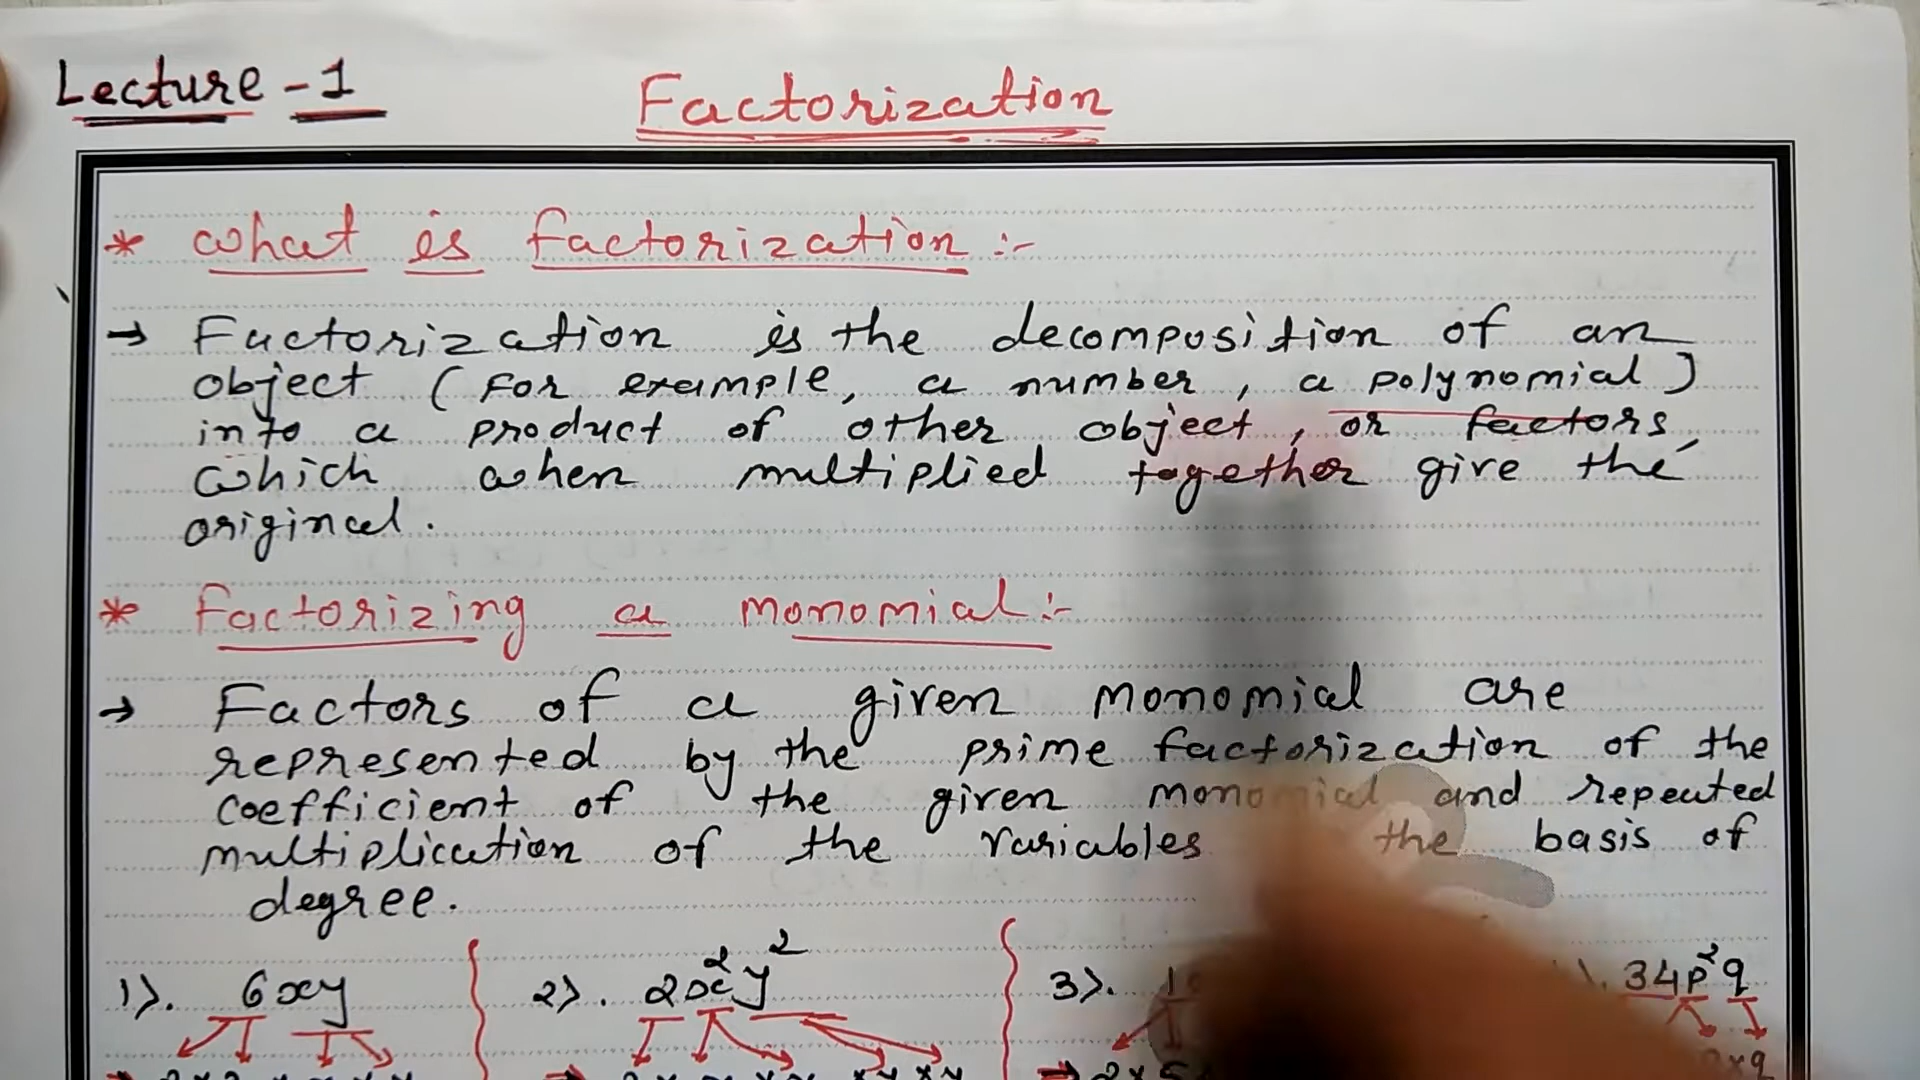 Lecture - 1
Factorization
* What is factorization :-
→ Factorization is the decomposition of an
object (For example, a number, a polynomial)
into a product of other object, or factors,
which when multiplied together give the
original.
* Factorizing a monomial :-
→ Factors of a given monomial are
represented by the prime factorization of the
coefficient of the given monomial and repeated
multiplication of the variables the basis of
degree.
1). 6xy 2). 2x²y² 3). 34p²q